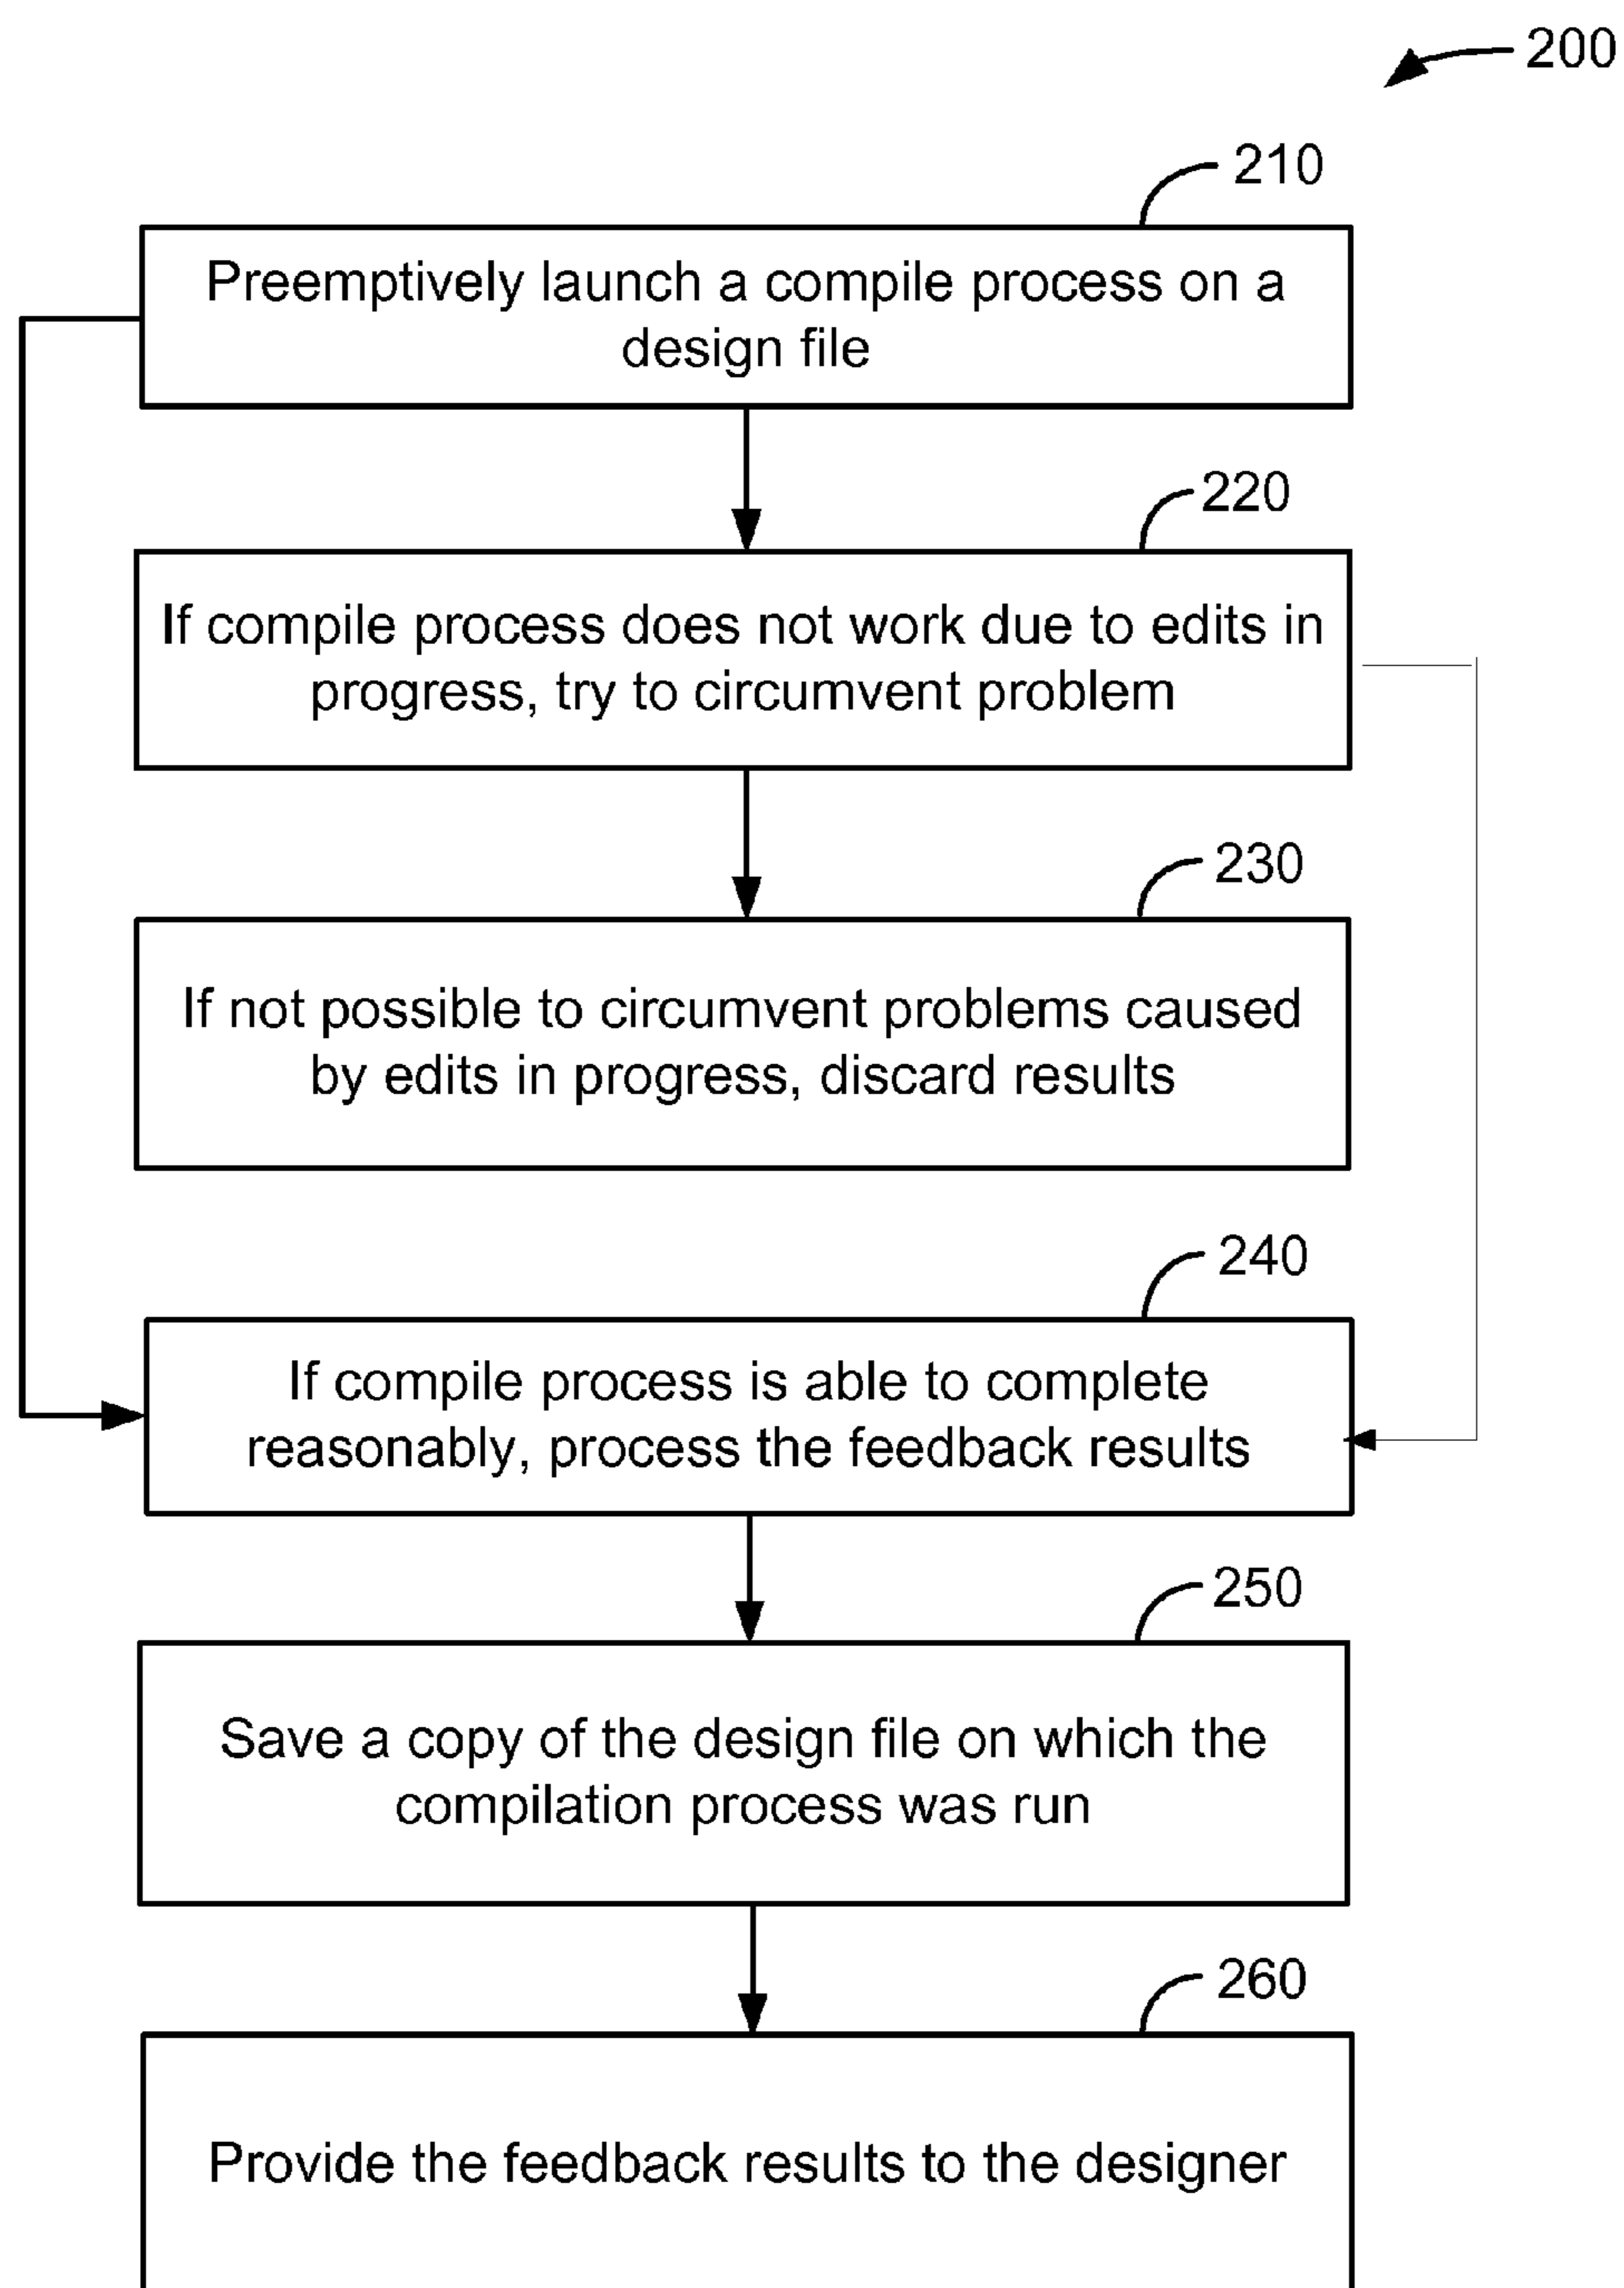 200
210
Preemptively launch a compile process on a
design file
220
If compile process does not work due to edits in
progress, try to circumvent problem
230
If not possible to circumvent problems caused
by edits in progress, discard results
240
If compile process is able to complete
reasonably, process the feedback results
250
Save a copy of the design file on which the
compilation process was run
260
Provide the feedback results to the designer